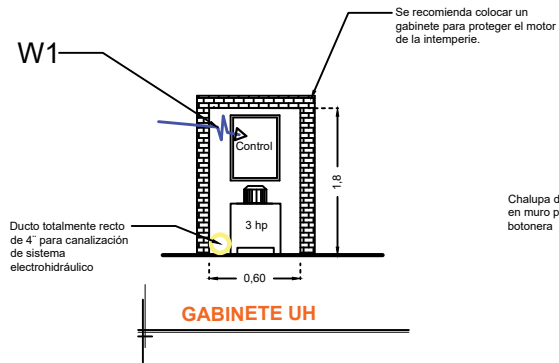 Se recomienda colocar un
gabinete para proteger el motor
de la intemperie.
W1
Control
1,8
3 hp
Chalupa d
en muro p
botonera
Ducto totalmente recto
de 4¨ para canalización
de sistema
electrohidráulico
0,60
GABINETE UH